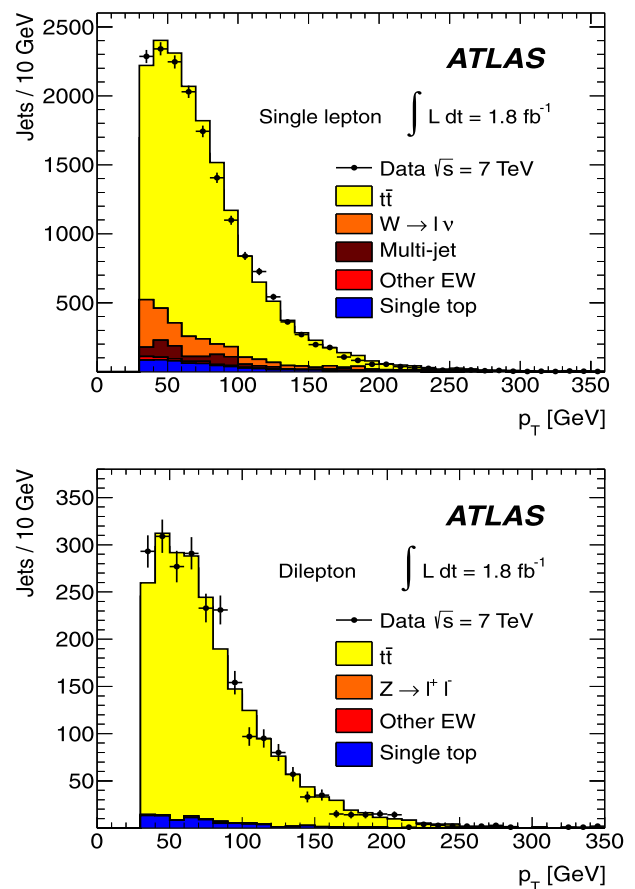 2500
2000
1500
1000
500
Jets / 10 GeV
ATLAS
Single lepton ∫ L dt = 1.8 fb⁻¹
Data √s = 7 TeV
tt̄
W → l ν
Multi-jet
Other EW
Single top
0 50 100 150 200 250 300 350
p_T [GeV]
350
300
250
200
150
100
50
Jets / 10 GeV
ATLAS
Dilepton ∫ L dt = 1.8 fb⁻¹
Data √s = 7 TeV
tt̄
Z → l⁺ l⁻
Other EW
Single top
0 50 100 150 200 250 300 350
p_T [GeV]